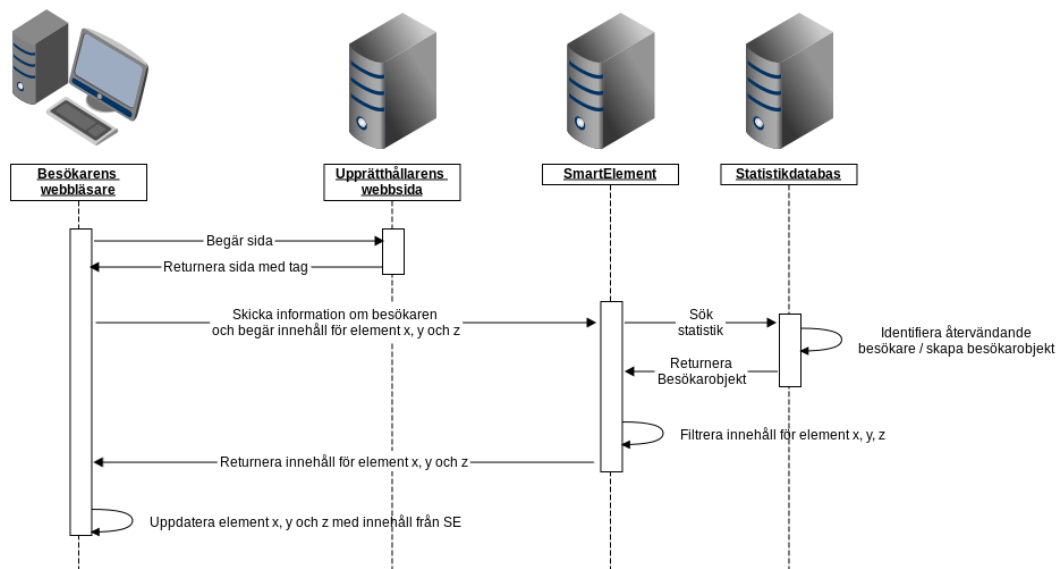 Besökarens
webbläsare
Upprätthållarens
webbsida
SmartElement
Statistikdatabas
Begär sida
Returnera sida med tag
Skicka information om besökaren
och begär innehåll för element x, y och z
Sök
statistik
Identifiera återvändande
besökare / skapa besökarobjekt
Returnera
Besökarobjekt
Filtrera innehåll för element x, y, z
Returnera innehåll för element x, y och z
Uppdatera element x, y och z med innehåll från SE